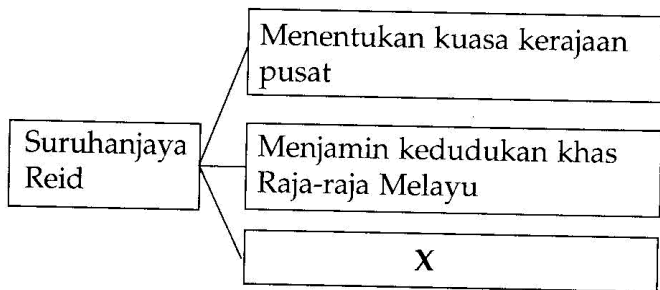 Menentukan kuasa kerajaan
pusat
Suruhanjaya
Reid
Menjamin kedudukan khas
Raja-raja Melayu
X